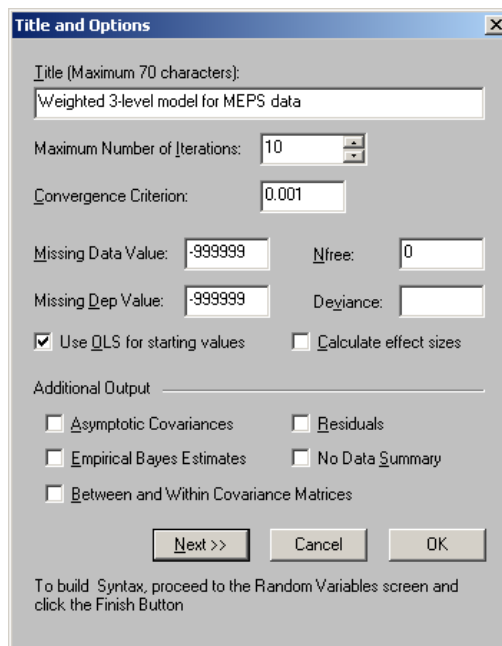 Title and Options
Title (Maximum 70 characters):
Weighted 3-level model for MEPS data
Maximum Number of Iterations: 10
Convergence Criterion: 0.001
Missing Data Value: -999999 Nfree: 0
Missing Dep Value: -999999 Deviance:
Use OLS for starting values Calculate effect sizes
Additional Output
Asymptotic Covariances Residuals
Empirical Bayes Estimates No Data Summary
Between and Within Covariance Matrices
Next >> Cancel OK
To build Syntax, proceed to the Random Variables screen and
click the Finish Button